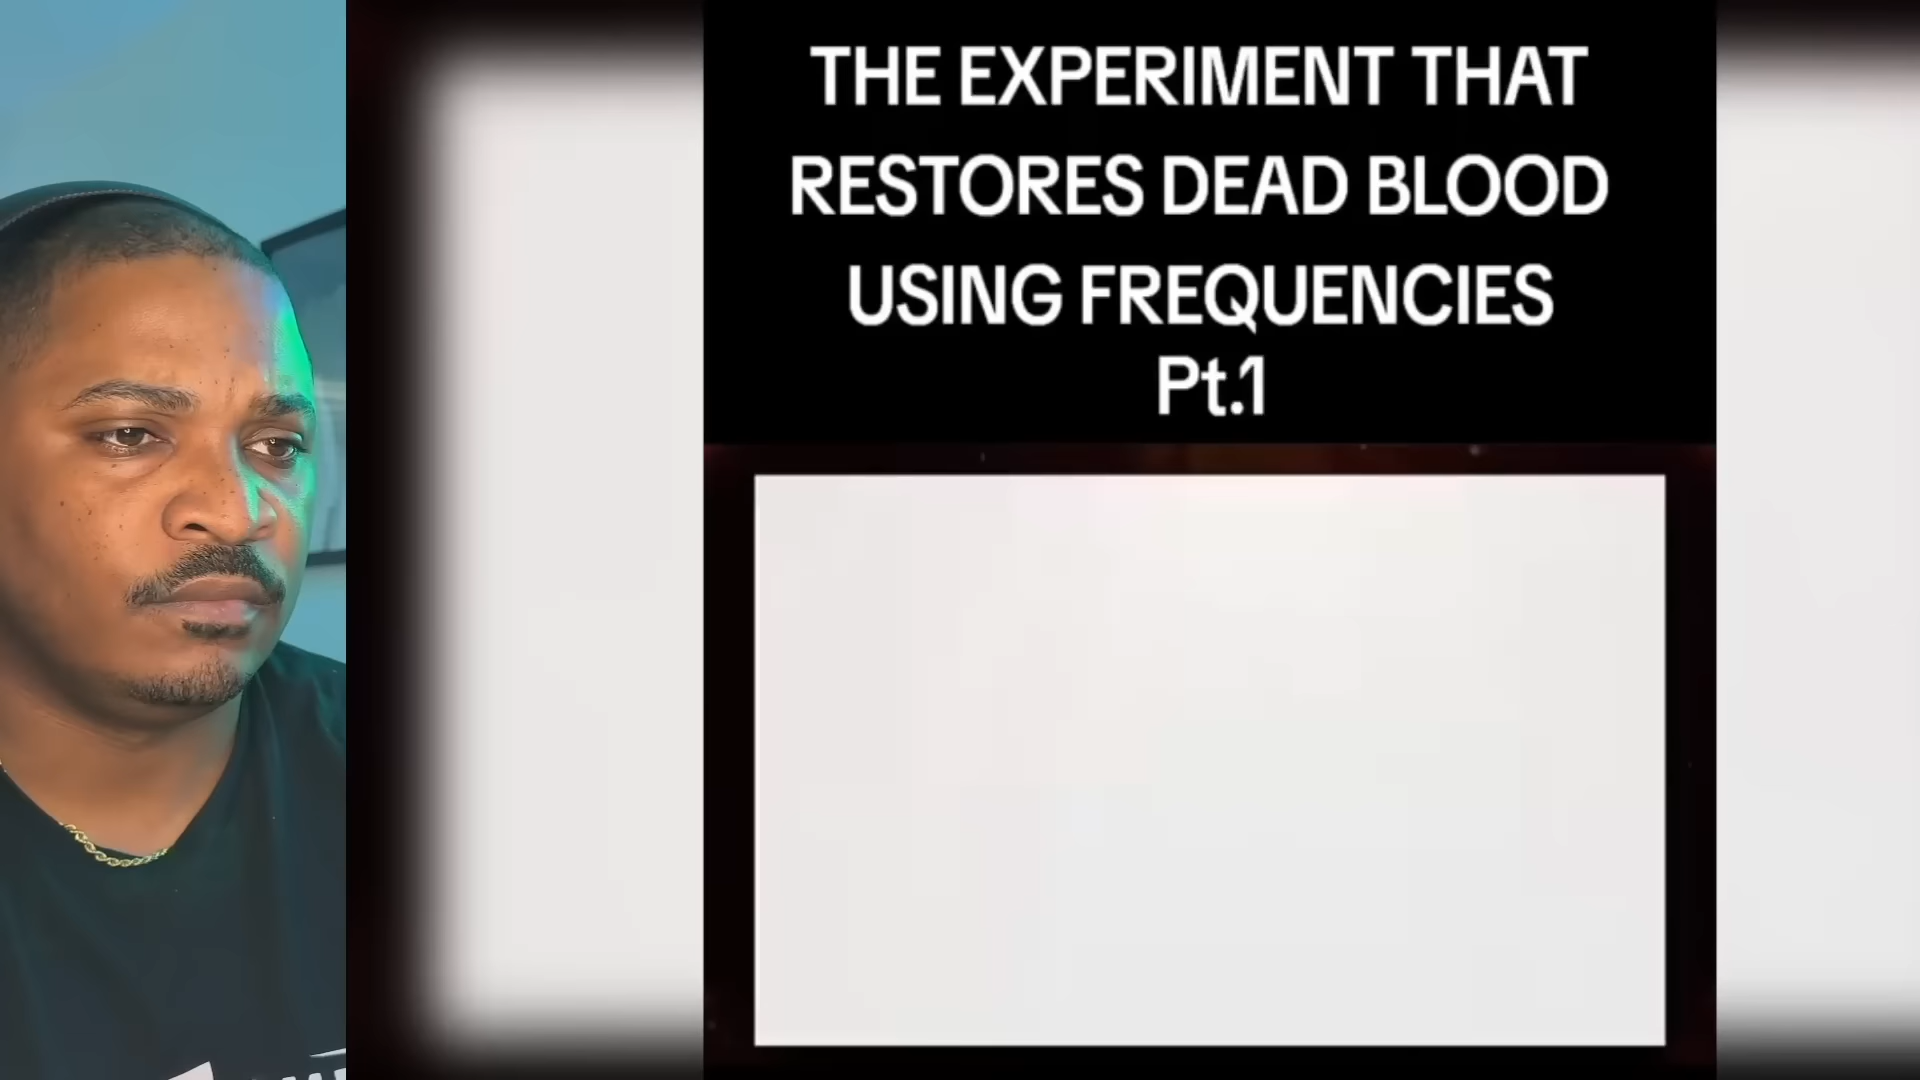 THE EXPERIMENT THAT
RESTORES DEAD BLOOD
USING FREQUENCIES
Pt.1